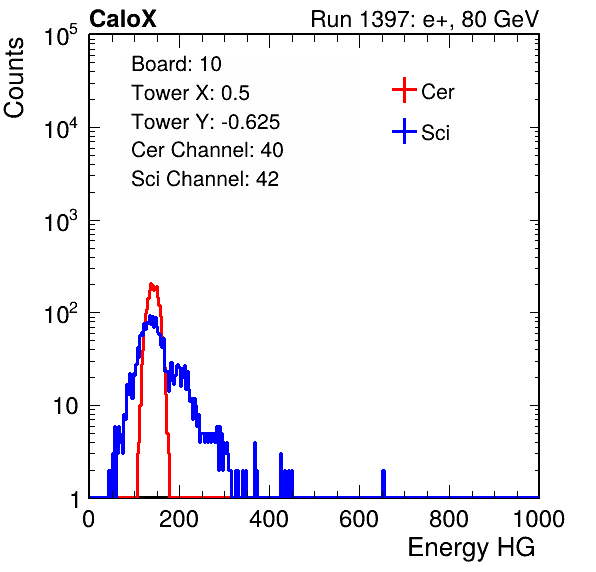 CaloX Run 1397: e+, 80 GeV
Board: 10
Tower X: 0.5
Tower Y: -0.625
Cer Channel: 40
Sci Channel: 42
Cer
Sci
Counts
10^5
10^4
10^3
10^2
10
1
0 200 400 600 800 1000
Energy HG